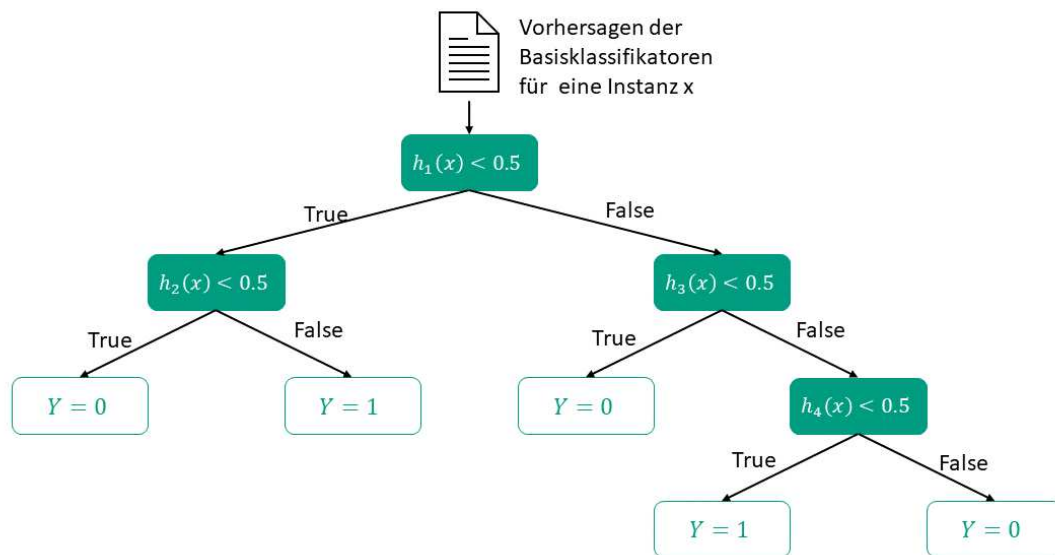 Vorhersagen der
Basisklassifikatoren
für eine Instanz x
h₁(x) < 0.5
True
False
h₂(x) < 0.5
h₃(x) < 0.5
True
False
True
False
Y = 0
Y = 1
Y = 0
h₄(x) < 0.5
True
False
Y = 1
Y = 0